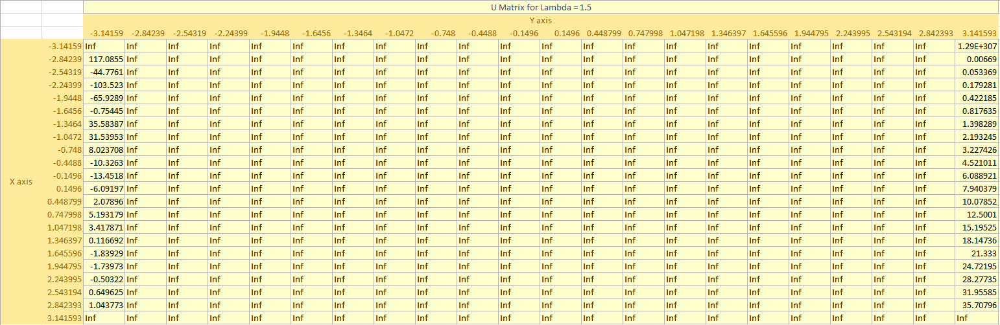 U Matrix for Lambda = 1.5
Y axis
-3.14159 -2.84239 -2.54319 -2.24399 -1.9448 -1.6456 -1.3464 -1.0472 -0.748 -0.4488 -0.1496 0.1496 0.448799 0.747998 1.047198 1.346397 1.645596 1.944795 2.243995 2.543194 2.842393 3.141593
-3.14159 Inf Inf Inf Inf Inf Inf Inf Inf Inf Inf Inf Inf Inf Inf Inf Inf Inf Inf Inf Inf Inf 1.29E+307
-2.84239 117.0855 Inf Inf Inf Inf Inf Inf Inf Inf Inf Inf Inf Inf Inf Inf Inf Inf Inf Inf Inf Inf 0.00669
-2.54319 -44.7761 Inf Inf Inf Inf Inf Inf Inf Inf Inf Inf Inf Inf Inf Inf Inf Inf Inf Inf Inf Inf 0.053369
-2.24399 -103.523 Inf Inf Inf Inf Inf Inf Inf Inf Inf Inf Inf Inf Inf Inf Inf Inf Inf Inf Inf Inf 0.179281
-1.9448 -65.9289 Inf Inf Inf Inf Inf Inf Inf Inf Inf Inf Inf Inf Inf Inf Inf Inf Inf Inf Inf Inf 0.422185
-1.6456 -0.75445 Inf Inf Inf Inf Inf Inf Inf Inf Inf Inf Inf Inf Inf Inf Inf Inf Inf Inf Inf Inf 0.817635
-1.3464 35.58387 Inf Inf Inf Inf Inf Inf Inf Inf Inf Inf Inf Inf Inf Inf Inf Inf Inf Inf Inf Inf 1.398289
-1.0472 31.53953 Inf Inf Inf Inf Inf Inf Inf Inf Inf Inf Inf Inf Inf Inf Inf Inf Inf Inf Inf Inf 2.193245
-0.748 8.023708 Inf Inf Inf Inf Inf Inf Inf Inf Inf Inf Inf Inf Inf Inf Inf Inf Inf Inf Inf Inf 3.227426
-0.4488 -10.3263 Inf Inf Inf Inf Inf Inf Inf Inf Inf Inf Inf Inf Inf Inf Inf Inf Inf Inf Inf Inf 4.521011
-0.1496 -13.4518 Inf Inf Inf Inf Inf Inf Inf Inf Inf Inf Inf Inf Inf Inf Inf Inf Inf Inf Inf Inf 6.088921
X axis
0.1496 -6.09197 Inf Inf Inf Inf Inf Inf Inf Inf Inf Inf Inf Inf Inf Inf Inf Inf Inf Inf Inf Inf 7.940379
0.448799 2.07896 Inf Inf Inf Inf Inf Inf Inf Inf Inf Inf Inf Inf Inf Inf Inf Inf Inf Inf Inf Inf 10.07852
0.747998 5.193179 Inf Inf Inf Inf Inf Inf Inf Inf Inf Inf Inf Inf Inf Inf Inf Inf Inf Inf Inf Inf 12.5001
1.047198 3.417871 Inf Inf Inf Inf Inf Inf Inf Inf Inf Inf Inf Inf Inf Inf Inf Inf Inf Inf Inf Inf 15.19525
1.346397 0.116692 Inf Inf Inf Inf Inf Inf Inf Inf Inf Inf Inf Inf Inf Inf Inf Inf Inf Inf Inf Inf 18.14736
1.645596 -1.83929 Inf Inf Inf Inf Inf Inf Inf Inf Inf Inf Inf Inf Inf Inf Inf Inf Inf Inf Inf Inf 21.333
1.944795 -1.73973 Inf Inf Inf Inf Inf Inf Inf Inf Inf Inf Inf Inf Inf Inf Inf Inf Inf Inf Inf Inf 24.72195
2.243995 -0.50322 Inf Inf Inf Inf Inf Inf Inf Inf Inf Inf Inf Inf Inf Inf Inf Inf Inf Inf Inf Inf 28.27735
2.543194 0.649625 Inf Inf Inf Inf Inf Inf Inf Inf Inf Inf Inf Inf Inf Inf Inf Inf Inf Inf Inf Inf 31.95585
2.842393 1.043773 Inf Inf Inf Inf Inf Inf Inf Inf Inf Inf Inf Inf Inf Inf Inf Inf Inf Inf Inf Inf 35.70796
3.141593 Inf Inf Inf Inf Inf Inf Inf Inf Inf Inf Inf Inf Inf Inf Inf Inf Inf Inf Inf Inf Inf Inf